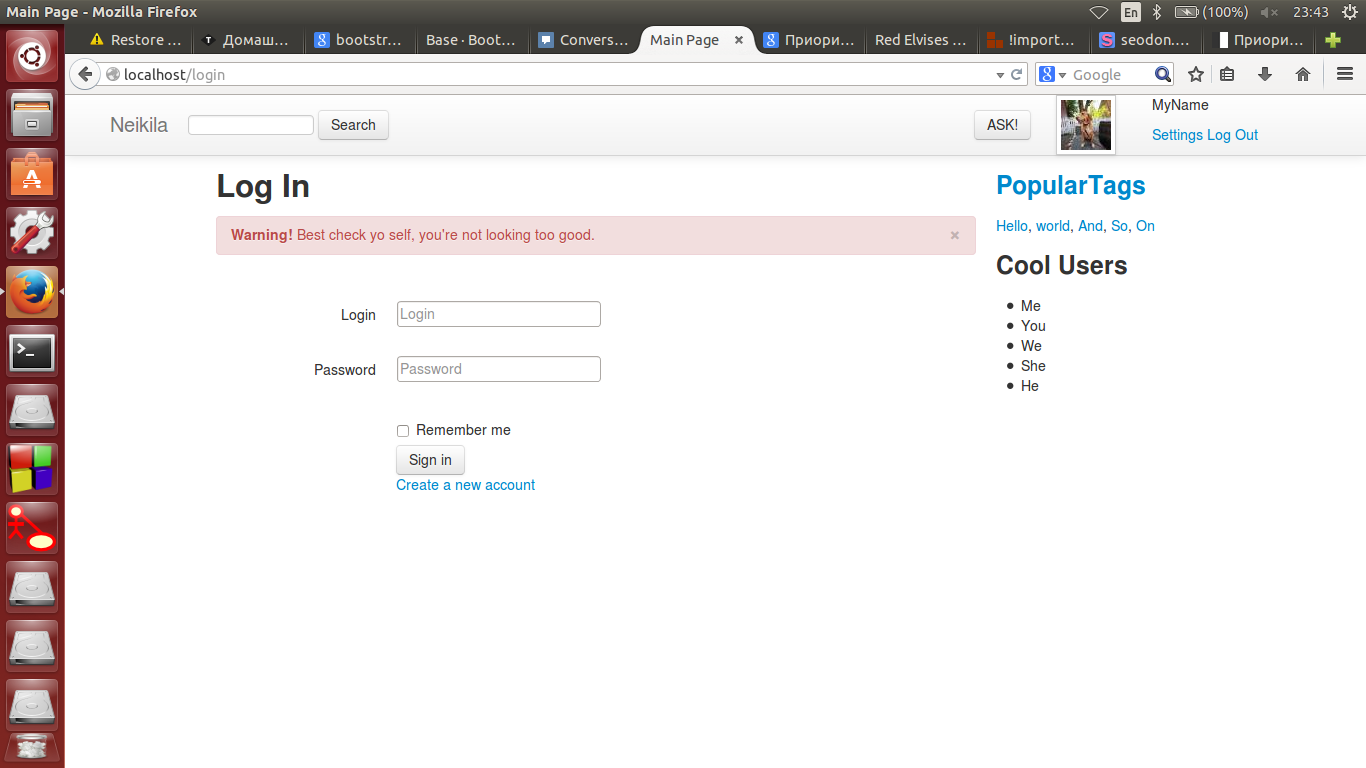 Main Page - Mozilla Firefox
En
(100%)
23:43
Restore ...
Домаш...
bootstr...
Base · Boot...
Convers...
Main Page
Приори...
Red Elvises ...
!import...
seodon....
Приори...
localhost/login
Google
Neikila
Search
ASK!
MyName
Settings Log Out
Log In
Warning! Best check yo self, you're not looking too good.
×
Login
Login
Password
Password
Remember me
Sign in
Create a new account
PopularTags
Hello, world, And, So, On
Cool Users
Me
You
We
She
He